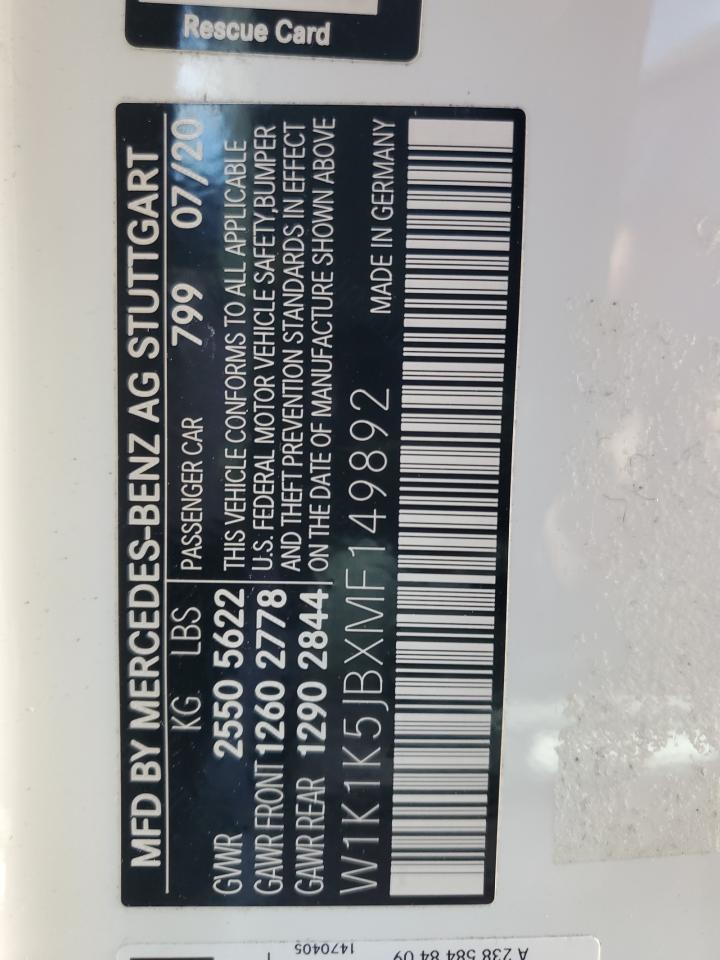 Rescue Card
MFD BY MERCEDES-BENZ AG STUTTGART
KG LBS PASSENGER CAR 799 07/20
GVWR 2550 5622 THIS VEHICLE CONFORMS TO ALL APPLICABLE
GAWR FRONT 1260 2778 U.S. FEDERAL MOTOR VEHICLE SAFETY,BUMPER
GAWR REAR 1290 2844 AND THEFT PREVENTION STANDARDS IN EFFECT
ON THE DATE OF MANUFACTURE SHOWN ABOVE
W1K1K5JBXMF149892 MADE IN GERMANY
A 238 584 84 09
1470405